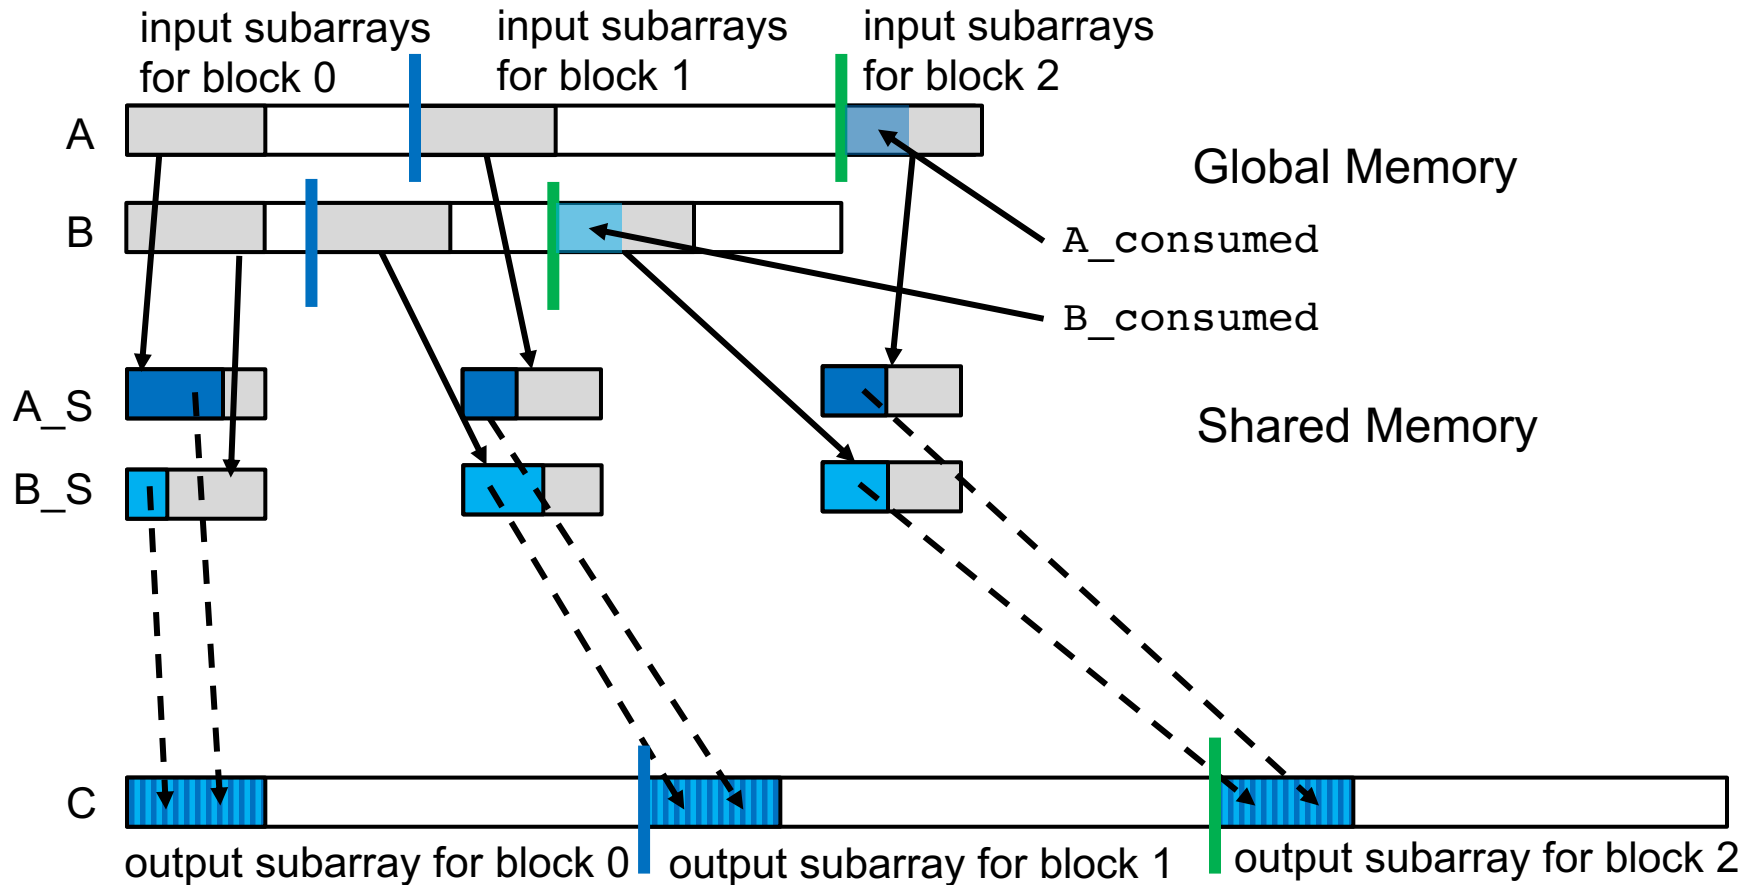 input subarrays
for block 0
input subarrays
for block 1
input subarrays
for block 2
A
Global Memory
B
A_consumed
B_consumed
A_S
Shared Memory
B_S
C
output subarray for block 0
output subarray for block 1
output subarray for block 2